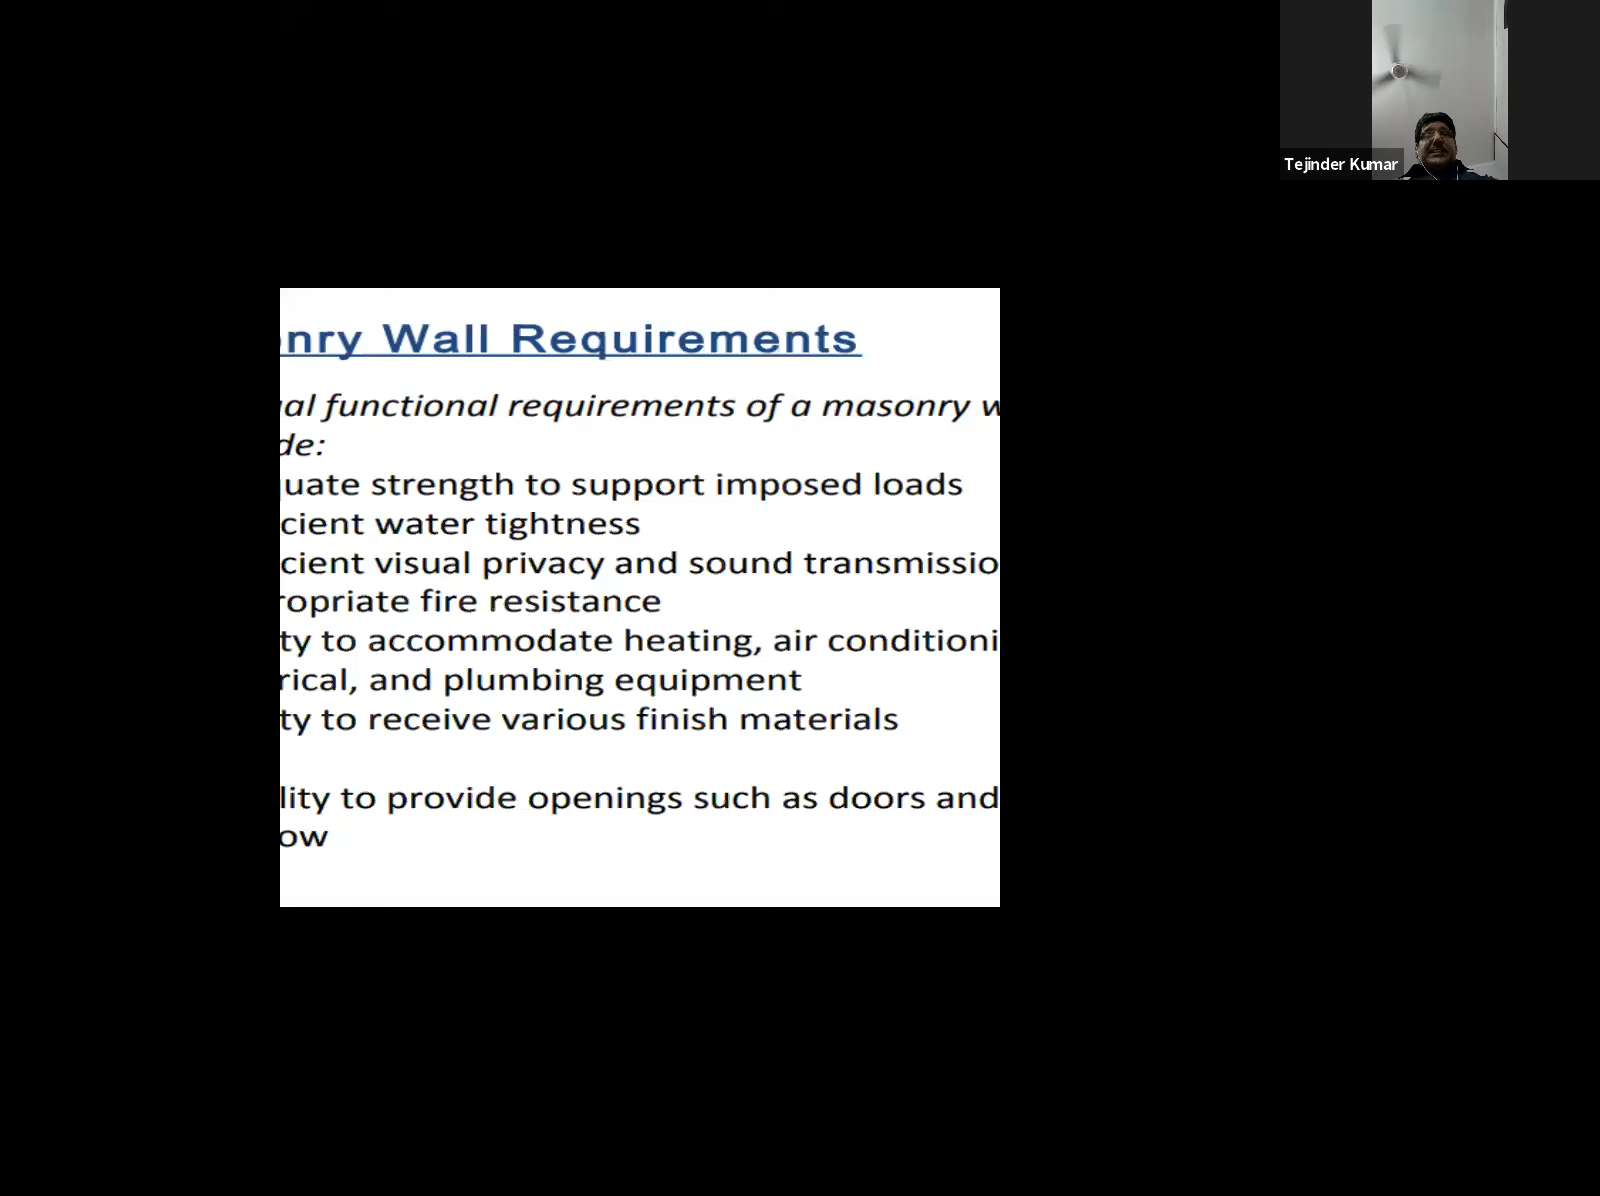 Tejinder Kumar
nry Wall Requirements
al functional requirements of a masonry w
de:
uate strength to support imposed loads
cient water tightness
cient visual privacy and sound transmissio
ropriate fire resistance
ty to accommodate heating, air conditioni
rical, and plumbing equipment
ty to receive various finish materials
lity to provide openings such as doors and
ow